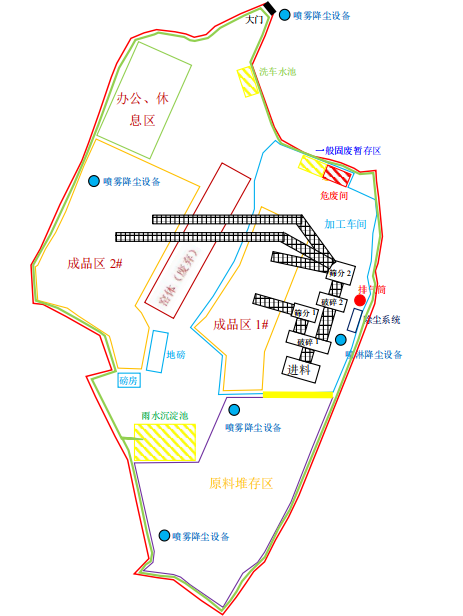 大门
喷雾降尘设备
洗车水池
办公、休
息区
一般固废暂存区
喷雾降尘设备
危废间
加工车间
成品区 2#
窑体（废弃）
筛分 2
排气筒
破碎 2
筛分 1
除尘系统
成品区 1#
破碎 1
地磅
喷淋降尘设备
进料
磅房
雨水沉淀池
喷雾降尘设备
原料堆存区
喷雾降尘设备